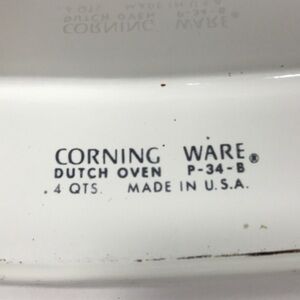 CORNING WARE®
DUTCH OVEN P-34-B
.4 QTS. MADE IN U.S.A.